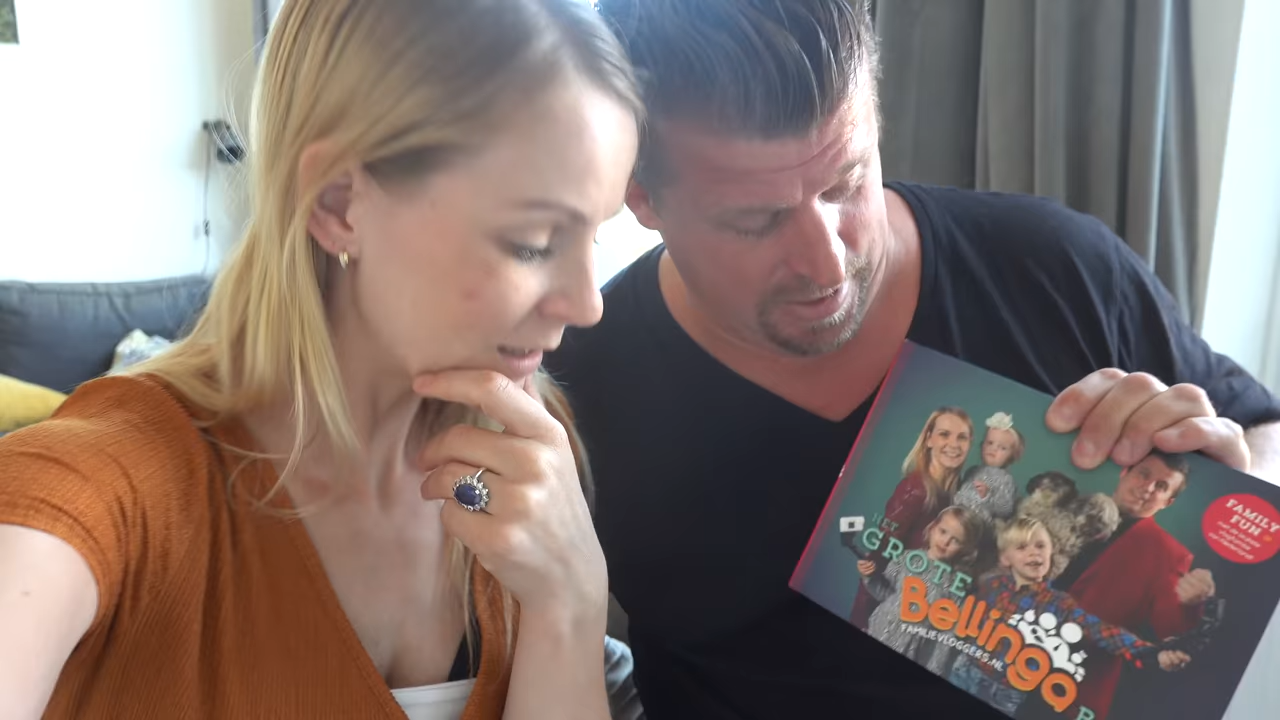 HET
GROTE
Bellinga
FAMILIEVLOGGERS.NL
B
FAMILY
FUN